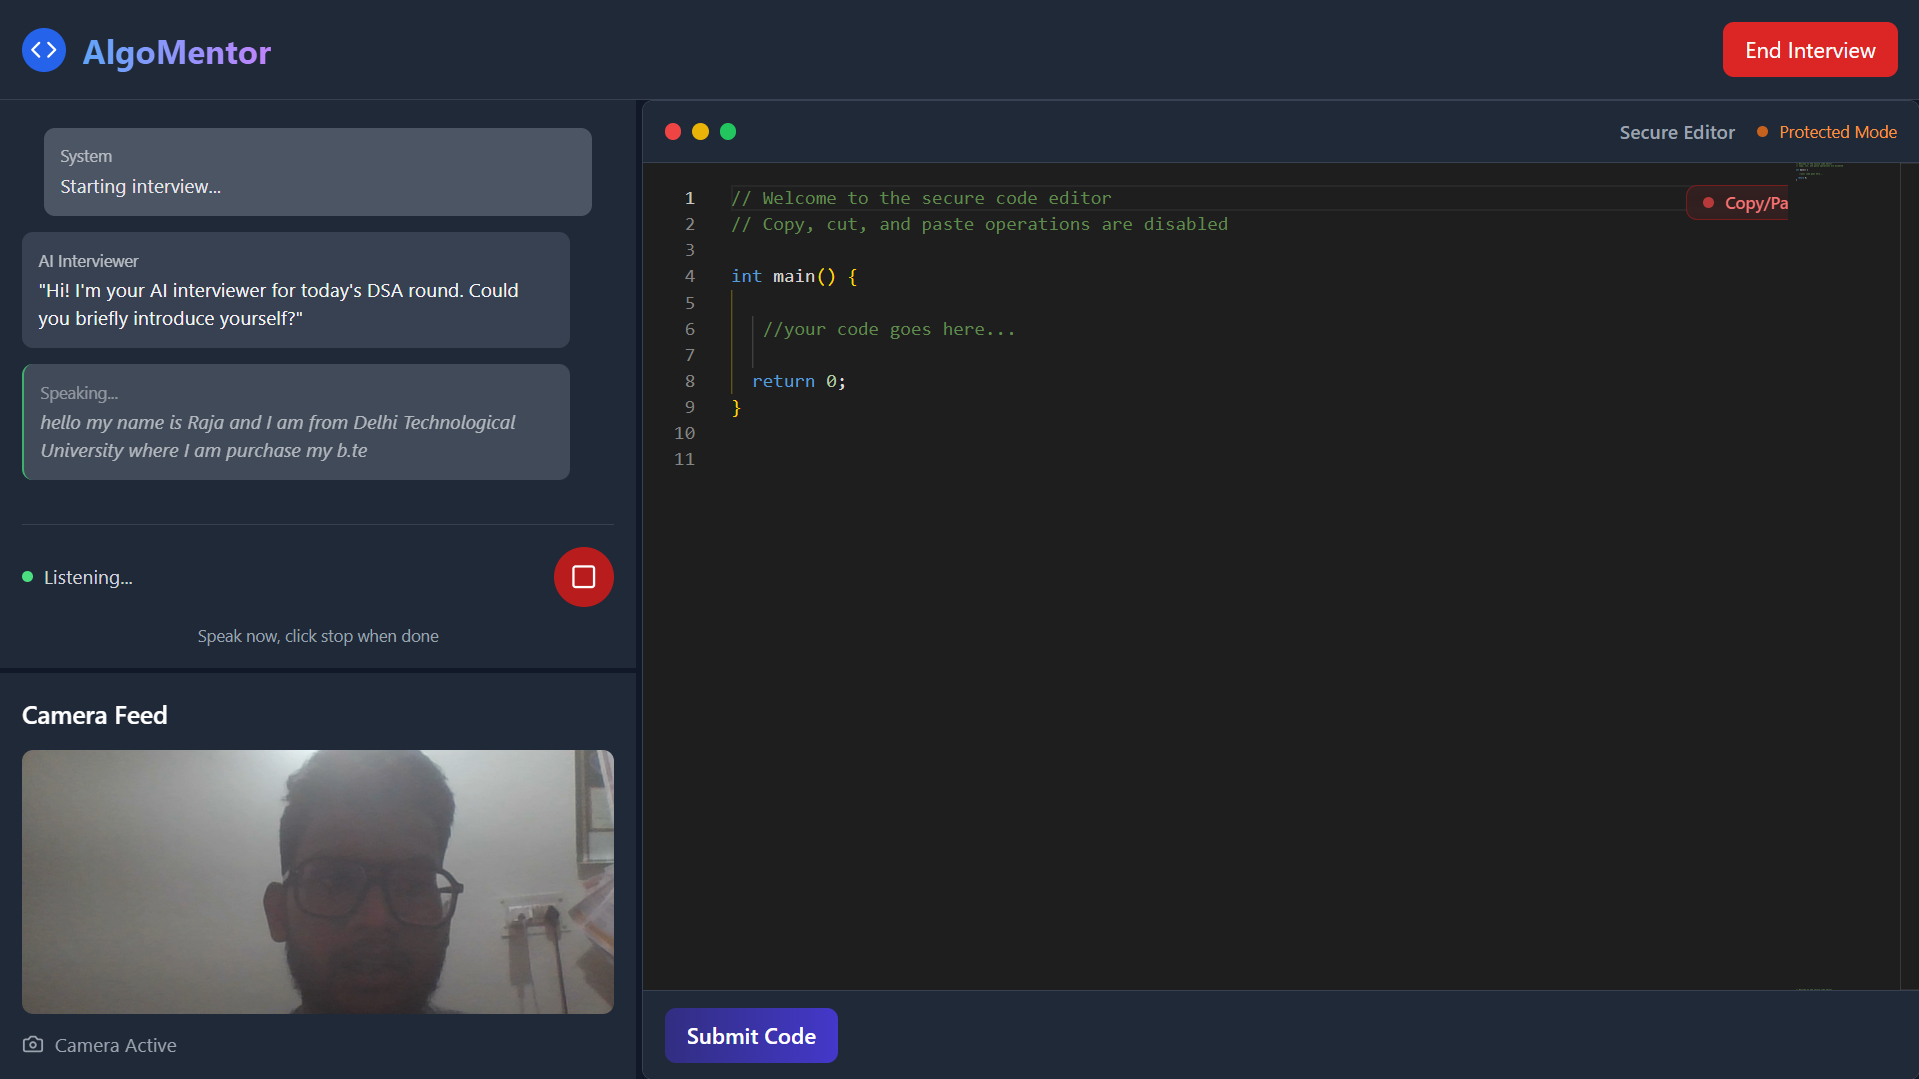 AlgoMentor
End Interview
System
Starting interview...
AI Interviewer
"Hi! I'm your AI interviewer for today's DSA round. Could
you briefly introduce yourself?"
Speaking...
hello my name is Raja and I am from Delhi Technological
University where I am purchase my b.te
Listening...
Speak now, click stop when done
Camera Feed
Camera Active
Secure Editor
Protected Mode
Copy/Pa
1 // Welcome to the secure code editor
2 // Copy, cut, and paste operations are disabled
3
4 int main() {
5
6 //your code goes here...
7
8 return 0;
9 }
10
11
Submit Code